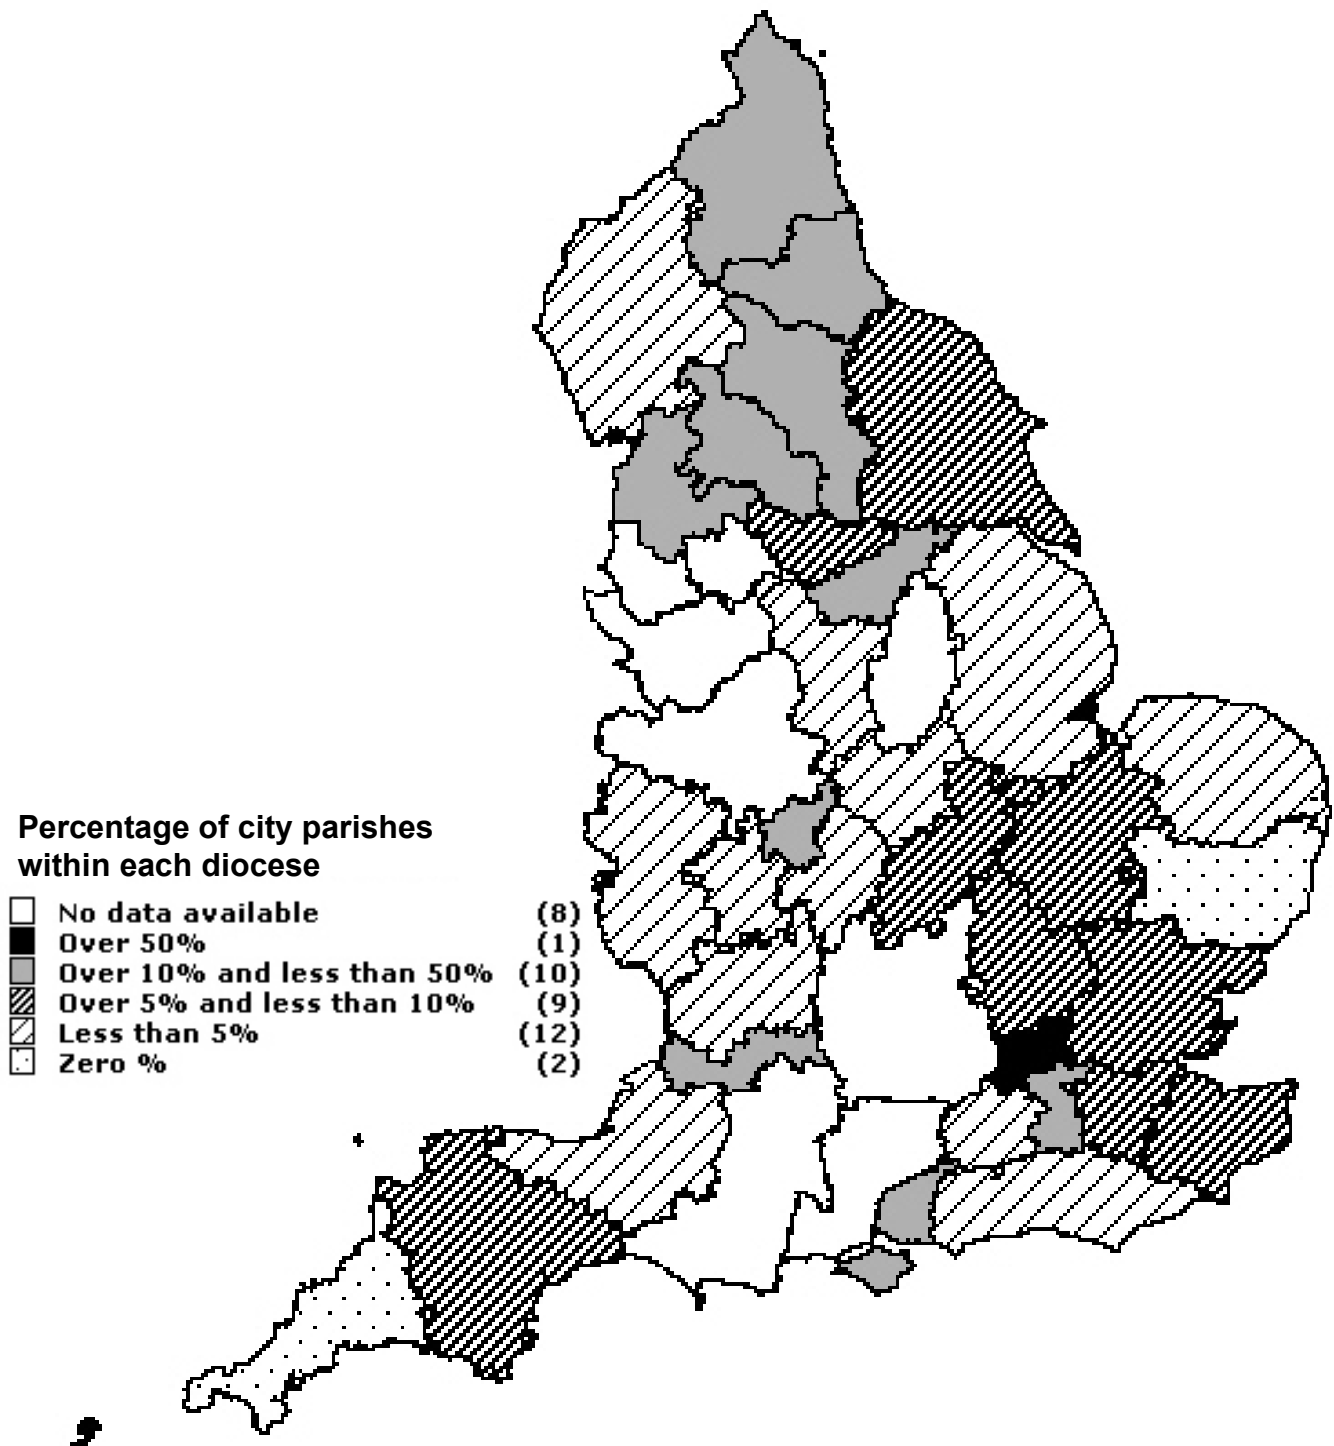 Percentage of city parishes
within each diocese
No data available (8)
Over 50% (1)
Over 10% and less than 50% (10)
Over 5% and less than 10% (9)
Less than 5% (12)
Zero % (2)